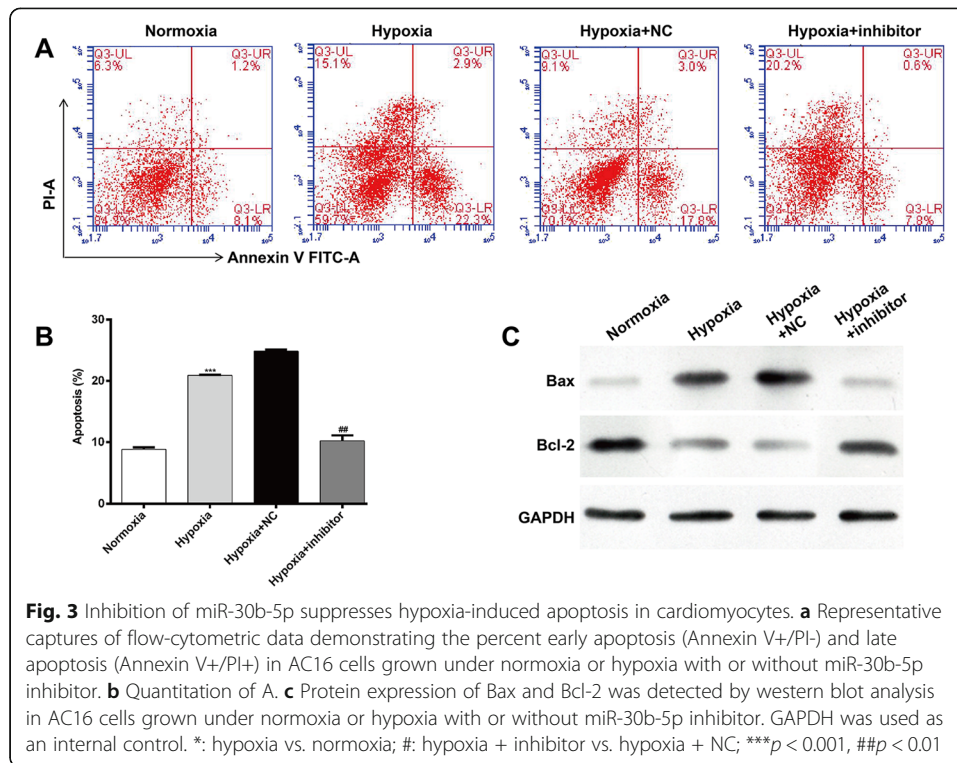 A
Normoxia
Hypoxia
Hypoxia+NC
Hypoxia+inhibitor
Q3-UL Q3-UR
6.3% 1.2%
Q3-UL Q3-UR
15.1% 2.9%
Q3-UL Q3-UR
9.1% 3.0%
Q3-UL Q3-UR
20.2% 0.6%
Q3-LR
8.1%
Q3-LR
22.3%
Q3-LR
17.8%
Q3-LR
7.8%
PI-A
Annexin V FITC-A
B
Apoptosis (%)
30
20
10
0
***
##
Normoxia
Hypoxia
Hypoxia+NC
Hypoxia+inhibitor
C
Normoxia
Hypoxia
Hypoxia
+NC
Hypoxia
+inhibitor
Bax
Bcl-2
GAPDH
Fig. 3 Inhibition of miR-30b-5p suppresses hypoxia-induced apoptosis in cardiomyocytes. a Representative
captures of flow-cytometric data demonstrating the percent early apoptosis (Annexin V+/PI-) and late
apoptosis (Annexin V+/PI+) in AC16 cells grown under normoxia or hypoxia with or without miR-30b-5p
inhibitor. b Quantitation of A. c Protein expression of Bax and Bcl-2 was detected by western blot analysis
in AC16 cells grown under normoxia or hypoxia with or without miR-30b-5p inhibitor. GAPDH was used as
an internal control. *: hypoxia vs. normoxia; #: hypoxia + inhibitor vs. hypoxia + NC; ***p < 0.001, ##p < 0.01